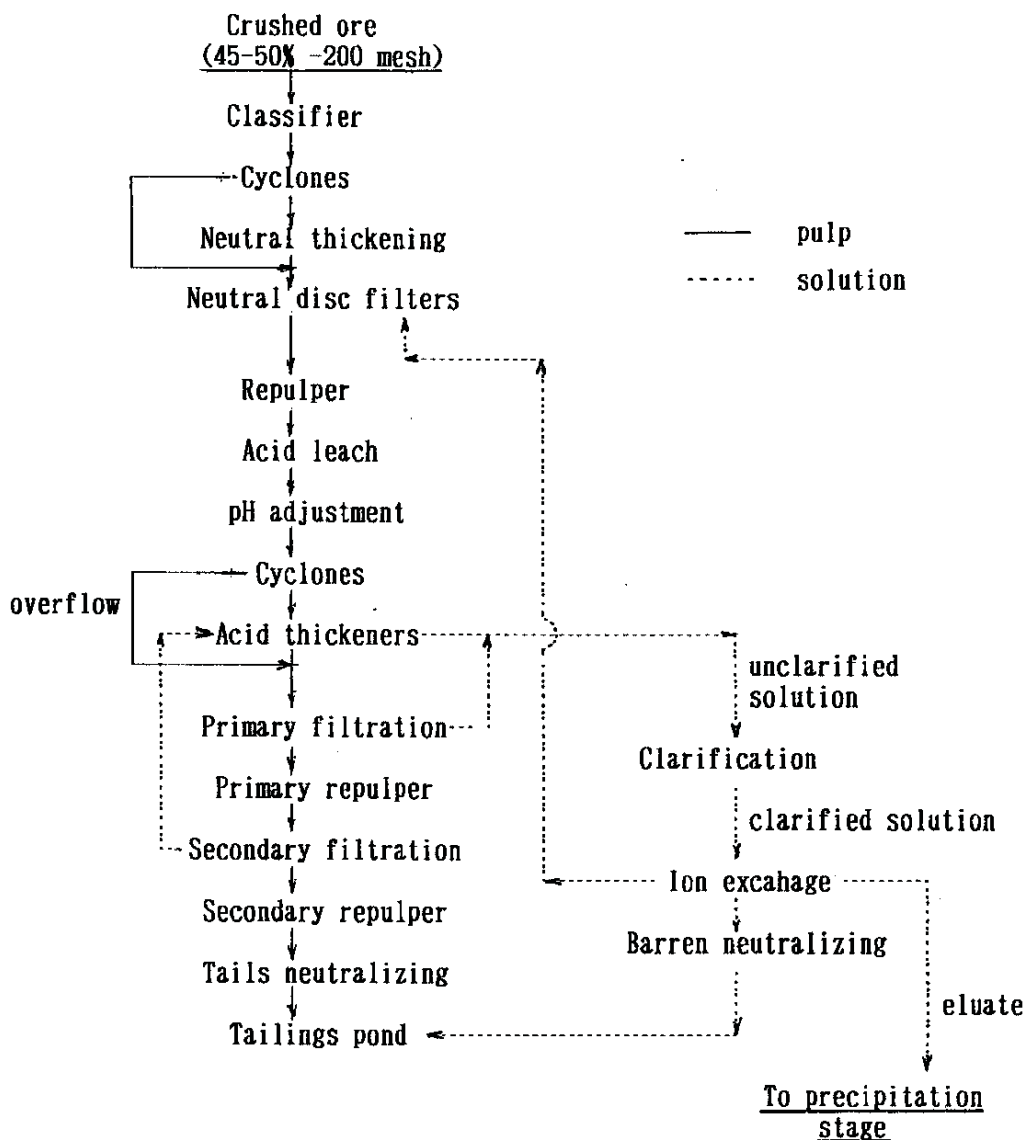 Crushed ore
(45-50% -200 mesh)
Classifier
Cyclones
Neutral thickening
Neutral disc filters
pulp
solution
Repulper
Acid leach
pH adjustment
Cyclones
overflow
Acid thickeners
unclarified
solution
Primary filtration
Clarification
Primary repulper
clarified solution
Secondary filtration
Ion excahage
Secondary repulper
Barren neutralizing
Tails neutralizing
eluate
Tailings pond
To precipitation
stage